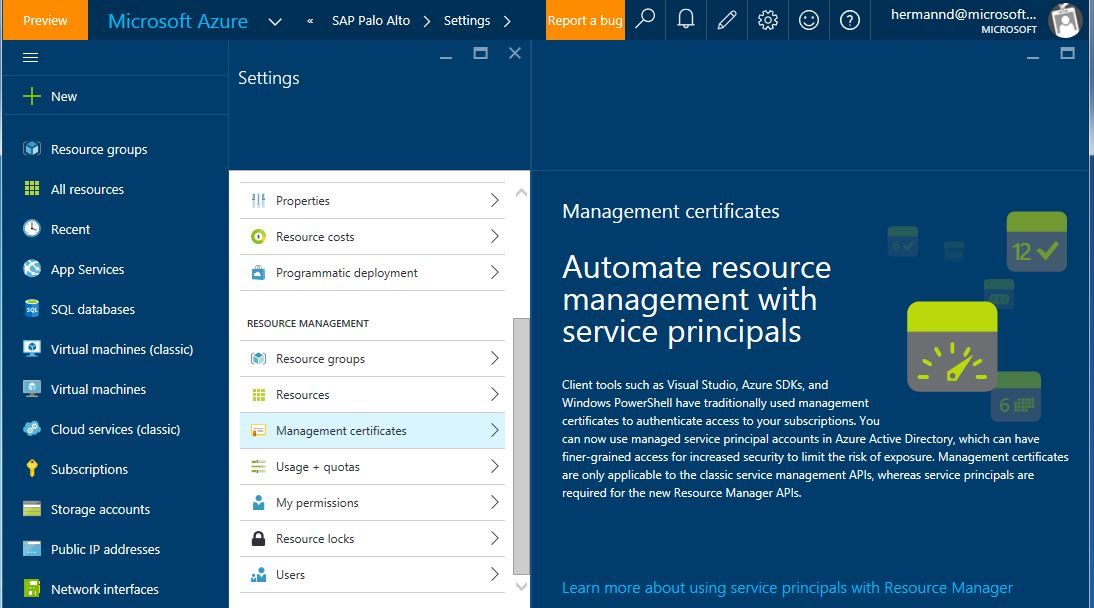 Preview
Microsoft Azure
«
SAP Palo Alto
Settings
Report a bug
hermannd@microsoft...
MICROSOFT
New
Resource groups
All resources
Recent
App Services
SQL databases
Virtual machines (classic)
Virtual machines
Cloud services (classic)
Subscriptions
Storage accounts
Public IP addresses
Network interfaces
Settings
Properties
Resource costs
Programmatic deployment
RESOURCE MANAGEMENT
Resource groups
Resources
Management certificates
Usage + quotas
My permissions
Resource locks
Users
Management certificates
Automate resource
management with
service principals
6
12
6
Client tools such as Visual Studio, Azure SDKs, and
Windows PowerShell have traditionally used management
certificates to authenticate access to your subscriptions. You
can now use managed service principal accounts in Azure Active Directory, which can have
finer-grained access for increased security to limit the risk of exposure. Management certificates
are only applicable to the classic service management APIs, whereas service principals are
required for the new Resource Manager APIs.
Learn more about using service principals with Resource Manager